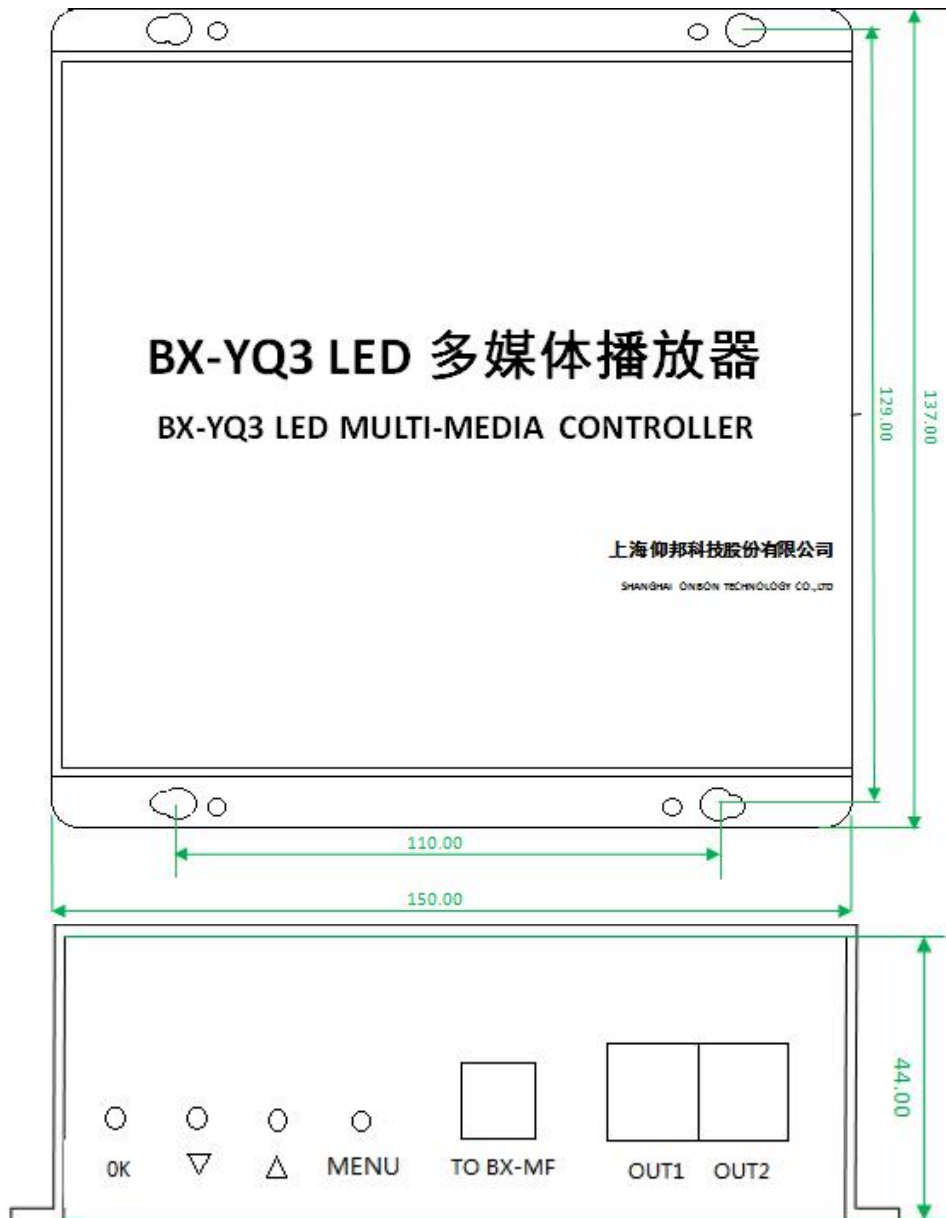 BX-YQ3 LED 多媒体播放器
BX-YQ3 LED MULTI-MEDIA CONTROLLER
129.00
137.00
上海仰邦科技股份有限公司
SHANGHAI ONBON TECHNOLOGY CO.,LTD
110.00
150.00
44.00
OK ▽ △ MENU TO BX-MF OUT1 OUT2